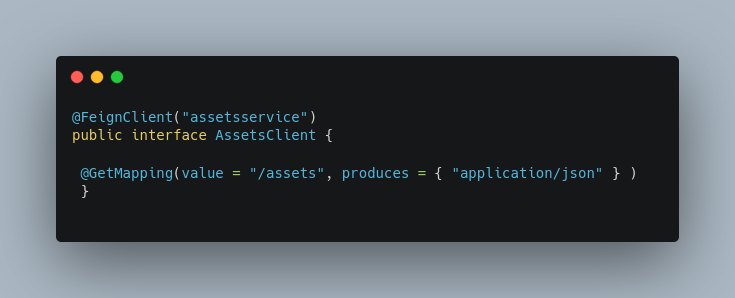 @FeignClient("assetsservice")
public interface AssetsClient {
@GetMapping(value = "/assets", produces = { "application/json" } )
}